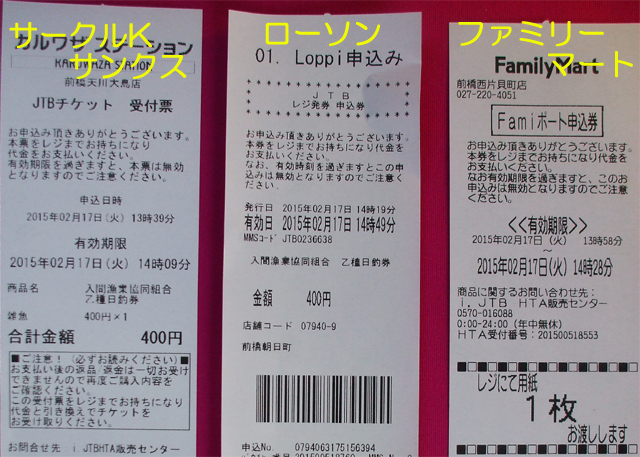 サークルK
サンクス
カルワザ ステーション
KARUWAZA STATION
前橋天川大島店
JTBチケット 受付票
お申込み頂きありがとうございます。
本票をレジまでお持ちになり
代金をお支払いください。
有効期限を過ぎますと、本票は無効
となりますのでご注意ください。
申込日時
2015年02月17日(火) 13時39分
有効期限
2015年02月17日(火) 14時09分
商品名 入間漁業協同組合
乙種日釣券
雑魚 400円×1
合計金額 400円
■ご注意！(必ずお読みください)■
お支払い後の返品 返金は一切お受け
できませんので再度ご購入内容を
ご確認ください。
この受付票をレジまでお持ちになり
代金と引き換えでチケットを
お受け取りください。
お問合せ先：i．JTBHTA販売センター
ローソン
01. Loppi申込み
JTB
レジ発券 申込券
お申込み頂きありがとうございます。
本券をレジまでお持ちになり代金を
お支払いください。
なお、有効時刻を過ぎますとこの申
込みは無効となりますのでご注意く
ださい。
発行日 2015年02月17日 14時19分
有効日 2015年02月17日 14時49分
MMSコード JTB0236638
入間漁業協同組合 乙種日釣券
金額 400円
店舗コード 07940-9
前橋朝日町
申込No. 0794063175156394
ファミリー
マート
FamilyMart
前橋西片貝町店
027-220-4051
Famiポート申込券
お申込み頂きありがとうございます。
本券をレジまでお持ちになり代金を
お支払いください。
なお有効期限を過ぎますと、このお
申込みは無効となりますのでご注意
ください。
<<有効期限>>
2015年02月17日(火) 13時58分
～
2015年02月17日(火) 14時28分
商品に関するお問い合わせ先：
i．JTB HTA販売センター
0570-016088
0:00-24:00(年中無休)
HTA受付番号：201500518553
レジにて用紙
1枚
お渡しします